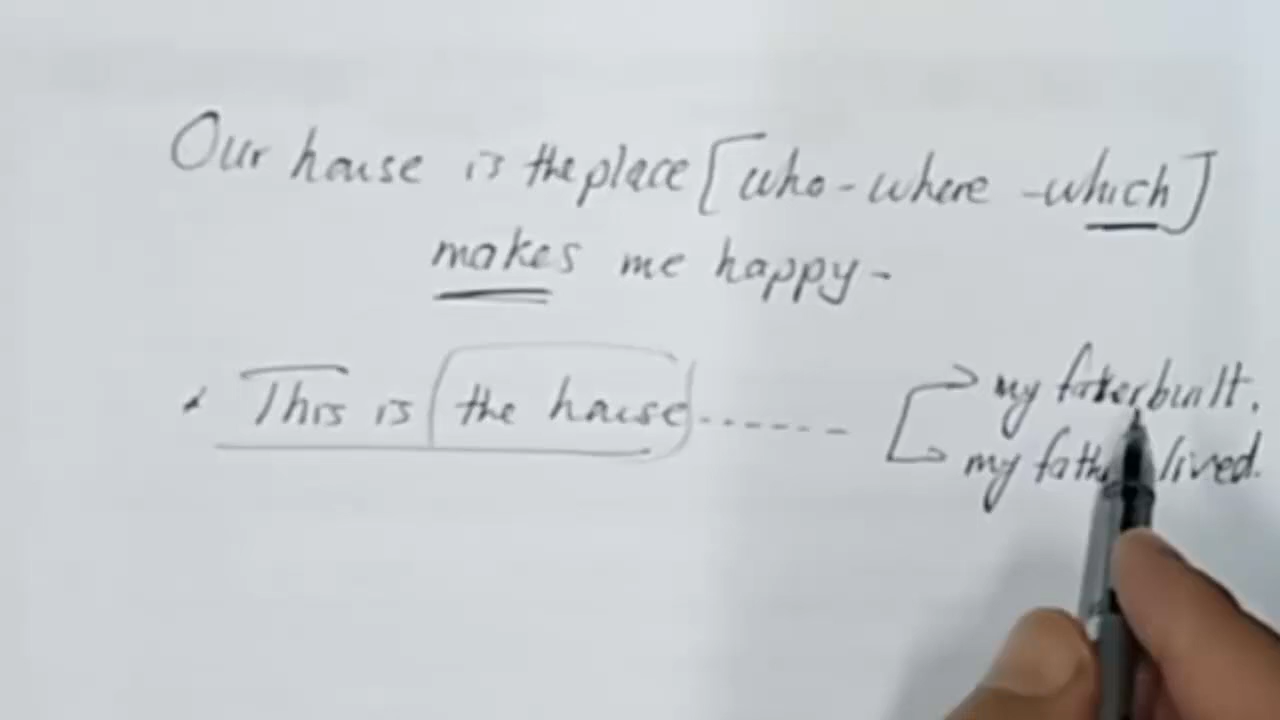 Our house is the place [who - where - which]
makes me happy -
This is the house ------- my father built.
my father lived.